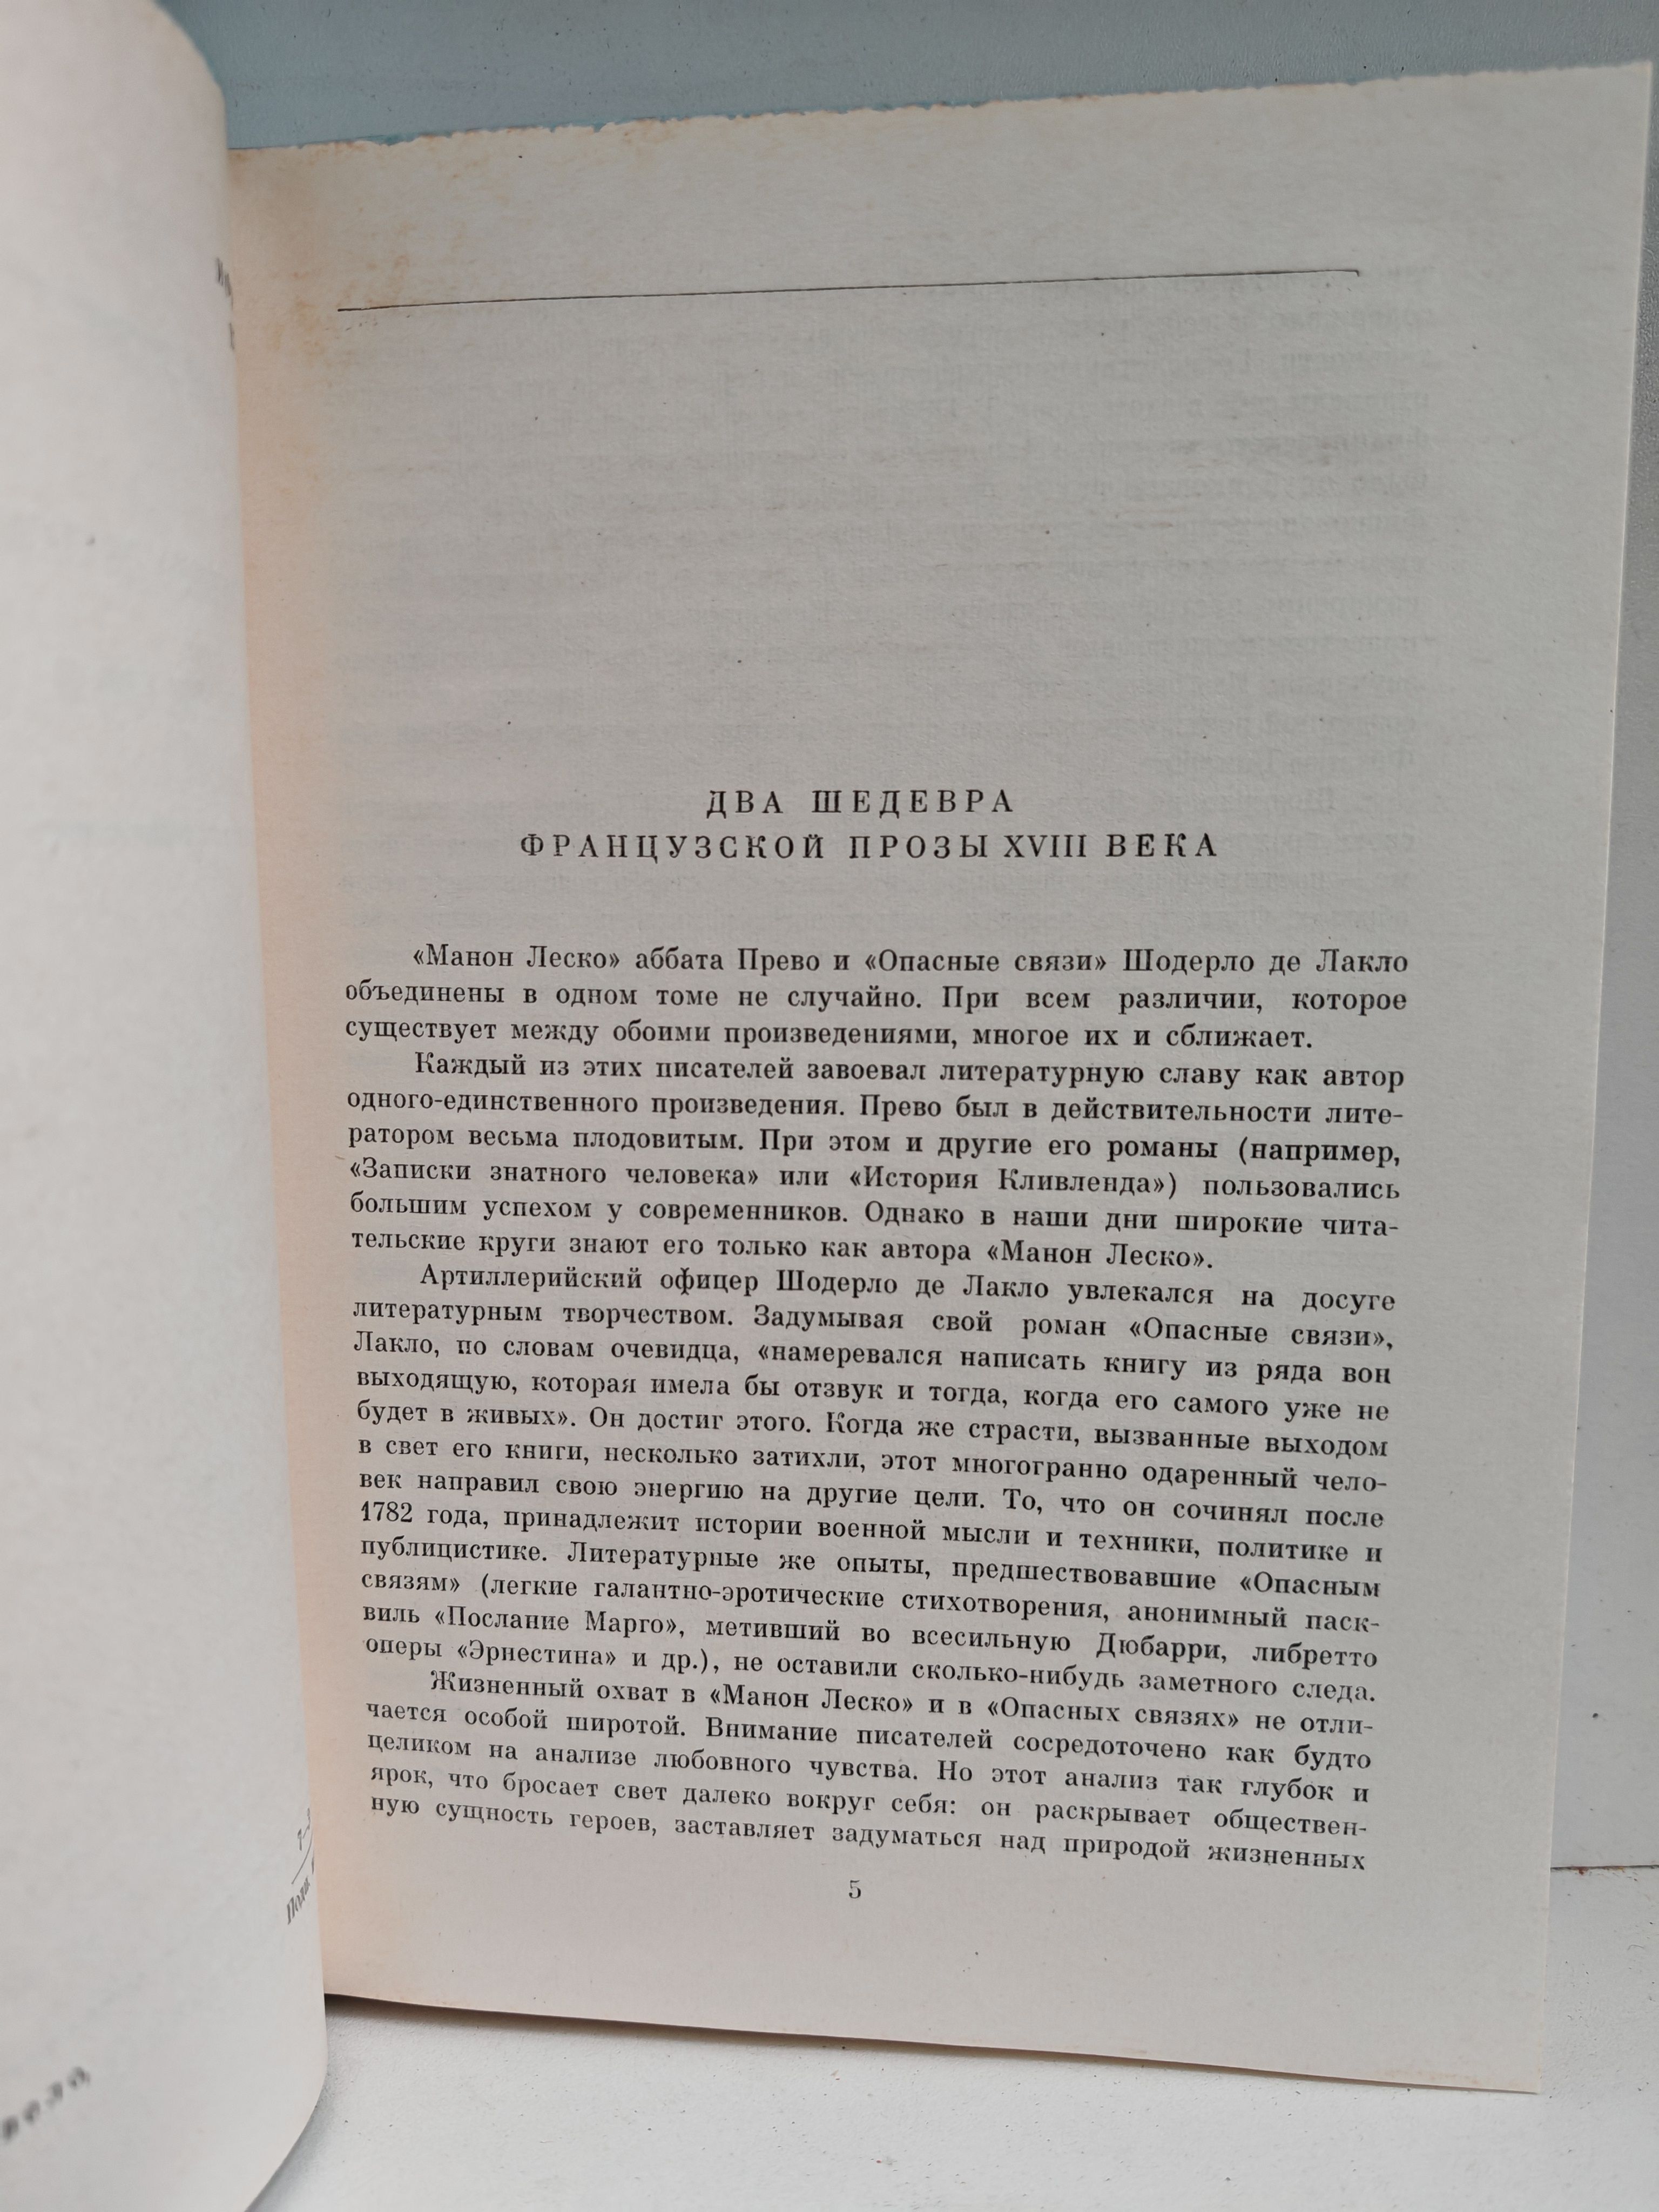 ДВА ШЕДЕВРА
ФРАНЦУЗСКОЙ ПРОЗЫ XVIII ВЕКА
«Манон Леско» аббата Прево и «Опасные связи» Шодерло де Лакло
объединены в одном томе не случайно. При всем различии, которое
существует между обоими произведениями, многое их и сближает.
Каждый из этих писателей завоевал литературную славу как автор
одного-единственного произведения. Прево был в действительности лите-
ратором весьма плодовитым. При этом и другие его романы (например,
«Записки знатного человека» или «История Кливленда») пользовались
большим успехом у современников. Однако в наши дни широкие чита-
тельские круги знают его только как автора «Манон Леско».
Артиллерийский офицер Шодерло де Лакло увлекался на досуге
литературным творчеством. Задумывая свой роман «Опасные связи»,
Лакло, по словам очевидца, «намеревался написать книгу из ряда вон
выходящую, которая имела бы отзвук и тогда, когда его самого уже не
будет в живых». Он достиг этого. Когда же страсти, вызванные выходом
в свет его книги, несколько затихли, этот многогранно одаренный чело-
век направил свою энергию на другие цели. То, что он сочинял после
1782 года, принадлежит истории военной мысли и техники, политике и
публицистике. Литературные же опыты, предшествовавшие «Опасным
связям» (легкие галантно-эротические стихотворения, анонимный паск-
виль «Послание Марго», метивший во всесильную Дюбарри, либретто
оперы «Эрнестина» и др.), не оставили сколько-нибудь заметного следа.
Жизненный охват в «Манон Леско» и в «Опасных связях» не отли-
чается особой широтой. Внимание писателей сосредоточено как будто
целиком на анализе любовного чувства. Но этот анализ так глубок и
ярок, что бросает свет далеко вокруг себя: он раскрывает обществен-
ную сущность героев, заставляет задуматься над природой жизненных
5